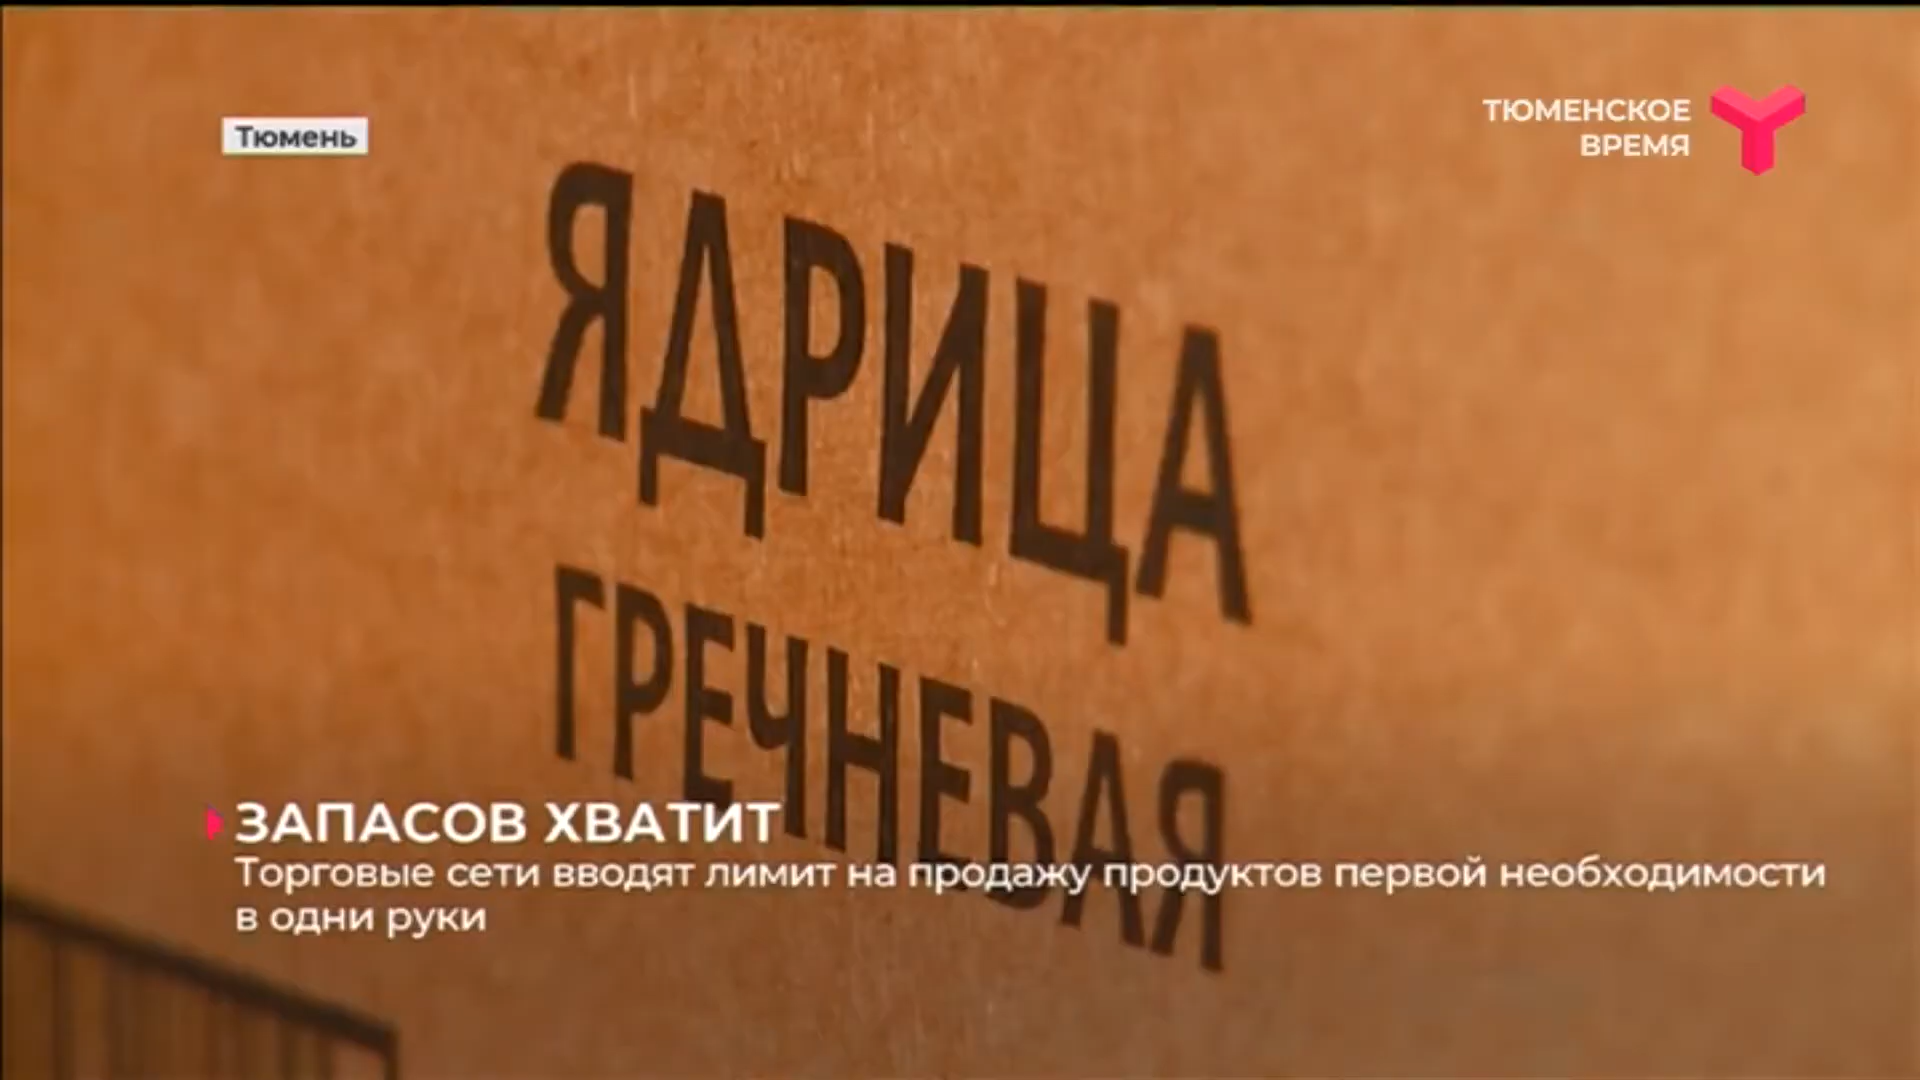 Тюмень
ТЮМЕНСКОЕ
ВРЕМЯ
ЯДРИЦА
ГРЕЧНЕВАЯ
ЗАПАСОВ ХВАТИТ
Торговые сети вводят лимит на продажу продуктов первой необходимости
в одни руки